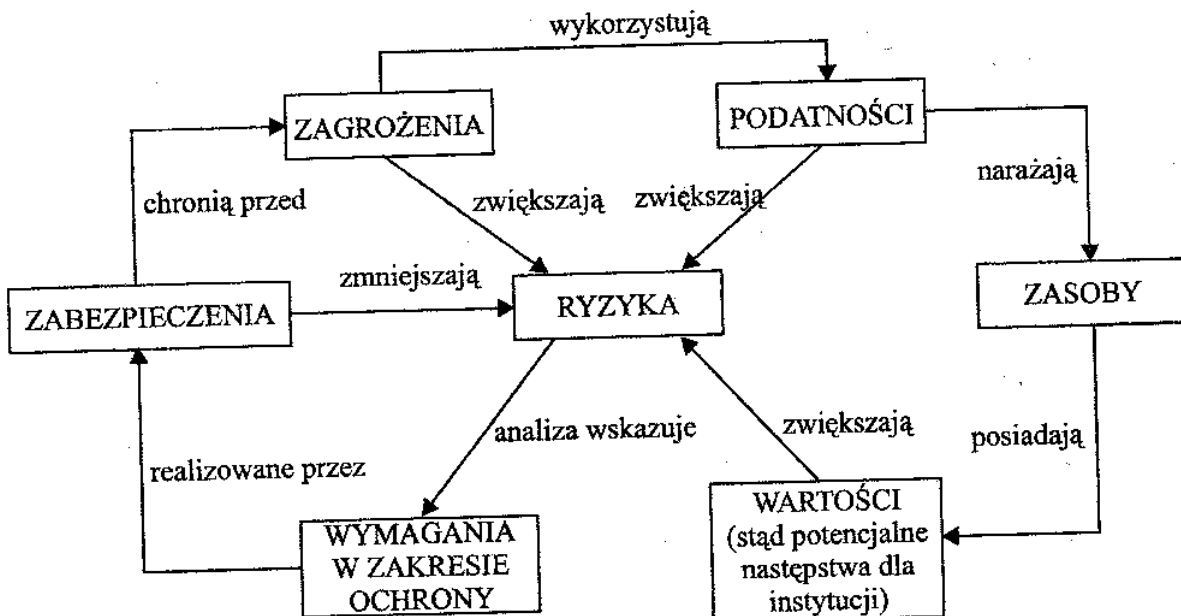 wykorzystują
ZAGROŻENIA
PODATNOŚCI
chronią przed
zwiększają
zwiększają
narażają
zmniejszają
ZABEZPIECZENIA
RYZYKA
ZASOBY
analiza wskazuje
zwiększają
posiadają
realizowane przez
WYMAGANIA
W ZAKRESIE
OCHRONY
WARTOŚCI
(stąd potencjalne
następstwa dla
instytucji)